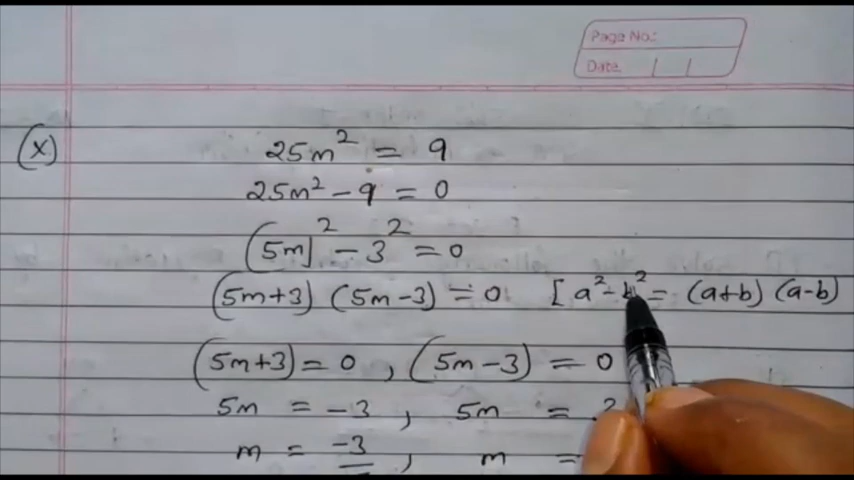 Page No.:
Date
(x) 25m² = 9
25m² - 9 = 0
(5m)² - 3² = 0
(5m+3) (5m-3) = 0 [a² - b² = (a+b) (a-b)
(5m+3) = 0 , (5m-3) = 0
5m = -3 , 5m =
m = -3 , m =